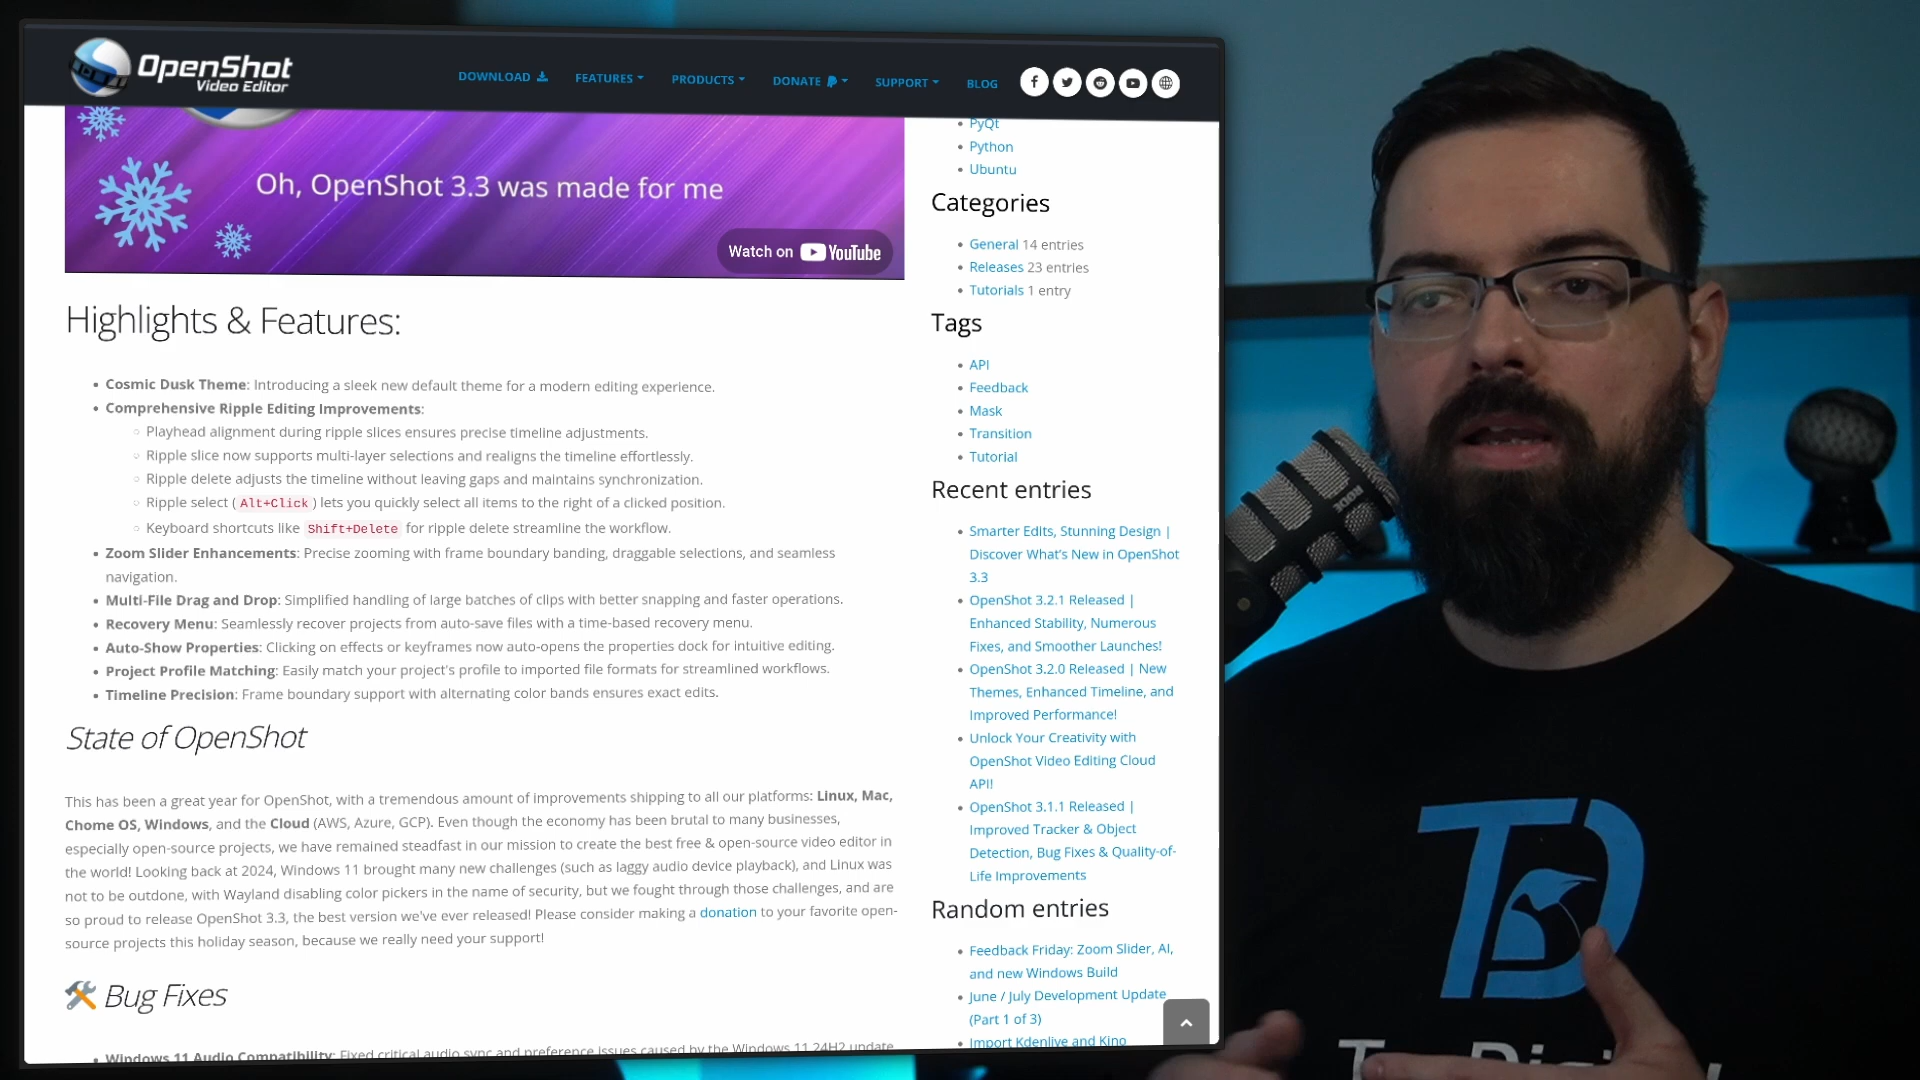 OpenShot
Video Editor
DOWNLOAD
FEATURES
PRODUCTS
DONATE
SUPPORT
BLOG
Oh, OpenShot 3.3 was made for me
Watch on YouTube
Highlights & Features:
Cosmic Dusk Theme: Introducing a sleek new default theme for a modern editing experience.
Comprehensive Ripple Editing Improvements:
Playhead alignment during ripple slices ensures precise timeline adjustments.
Ripple slice now supports multi-layer selections and realigns the timeline effortlessly.
Ripple delete adjusts the timeline without leaving gaps and maintains synchronization.
Ripple select ( Alt+Click ) lets you quickly select all items to the right of a clicked position.
Keyboard shortcuts like Shift+Delete for ripple delete streamline the workflow.
Zoom Slider Enhancements: Precise zooming with frame boundary banding, draggable selections, and seamless
navigation.
Multi-File Drag and Drop: Simplified handling of large batches of clips with better snapping and faster operations.
Recovery Menu: Seamlessly recover projects from auto-save files with a time-based recovery menu.
Auto-Show Properties: Clicking on effects or keyframes now auto-opens the properties dock for intuitive editing.
Project Profile Matching: Easily match your project's profile to imported file formats for streamlined workflows.
Timeline Precision: Frame boundary support with alternating color bands ensures exact edits.
State of OpenShot
This has been a great year for OpenShot, with a tremendous amount of improvements shipping to all our platforms: Linux, Mac,
Chome OS, Windows, and the Cloud (AWS, Azure, GCP). Even though the economy has been brutal to many businesses,
especially open-source projects, we have remained steadfast in our mission to create the best free & open-source video editor in
the world! Looking back at 2024, Windows 11 brought many new challenges (such as laggy audio device playback), and Linux was
not to be outdone, with Wayland disabling color pickers in the name of security, but we fought through those challenges, and are
so proud to release OpenShot 3.3, the best version we've ever released! Please consider making a donation to your favorite open-
source projects this holiday season, because we really need your support!
Bug Fixes
Windows 11 Audio Compatibility: Fixed critical audio sync and preference issues caused by the Windows 11 24H2 update
PyQt
Python
Ubuntu
Categories
General 14 entries
Releases 23 entries
Tutorials 1 entry
Tags
API
Feedback
Mask
Transition
Tutorial
Recent entries
Smarter Edits, Stunning Design |
Discover What's New in OpenShot
3.3
OpenShot 3.2.1 Released |
Enhanced Stability, Numerous
Fixes, and Smoother Launches!
OpenShot 3.2.0 Released | New
Themes, Enhanced Timeline, and
Improved Performance!
Unlock Your Creativity with
OpenShot Video Editing Cloud
API!
OpenShot 3.1.1 Released |
Improved Tracker & Object
Detection, Bug Fixes & Quality-of-
Life Improvements
Random entries
Feedback Friday: Zoom Slider, AI,
and new Windows Build
June / July Development Update
(Part 1 of 3)
Import Kdenlive and Kino
RODE
TD